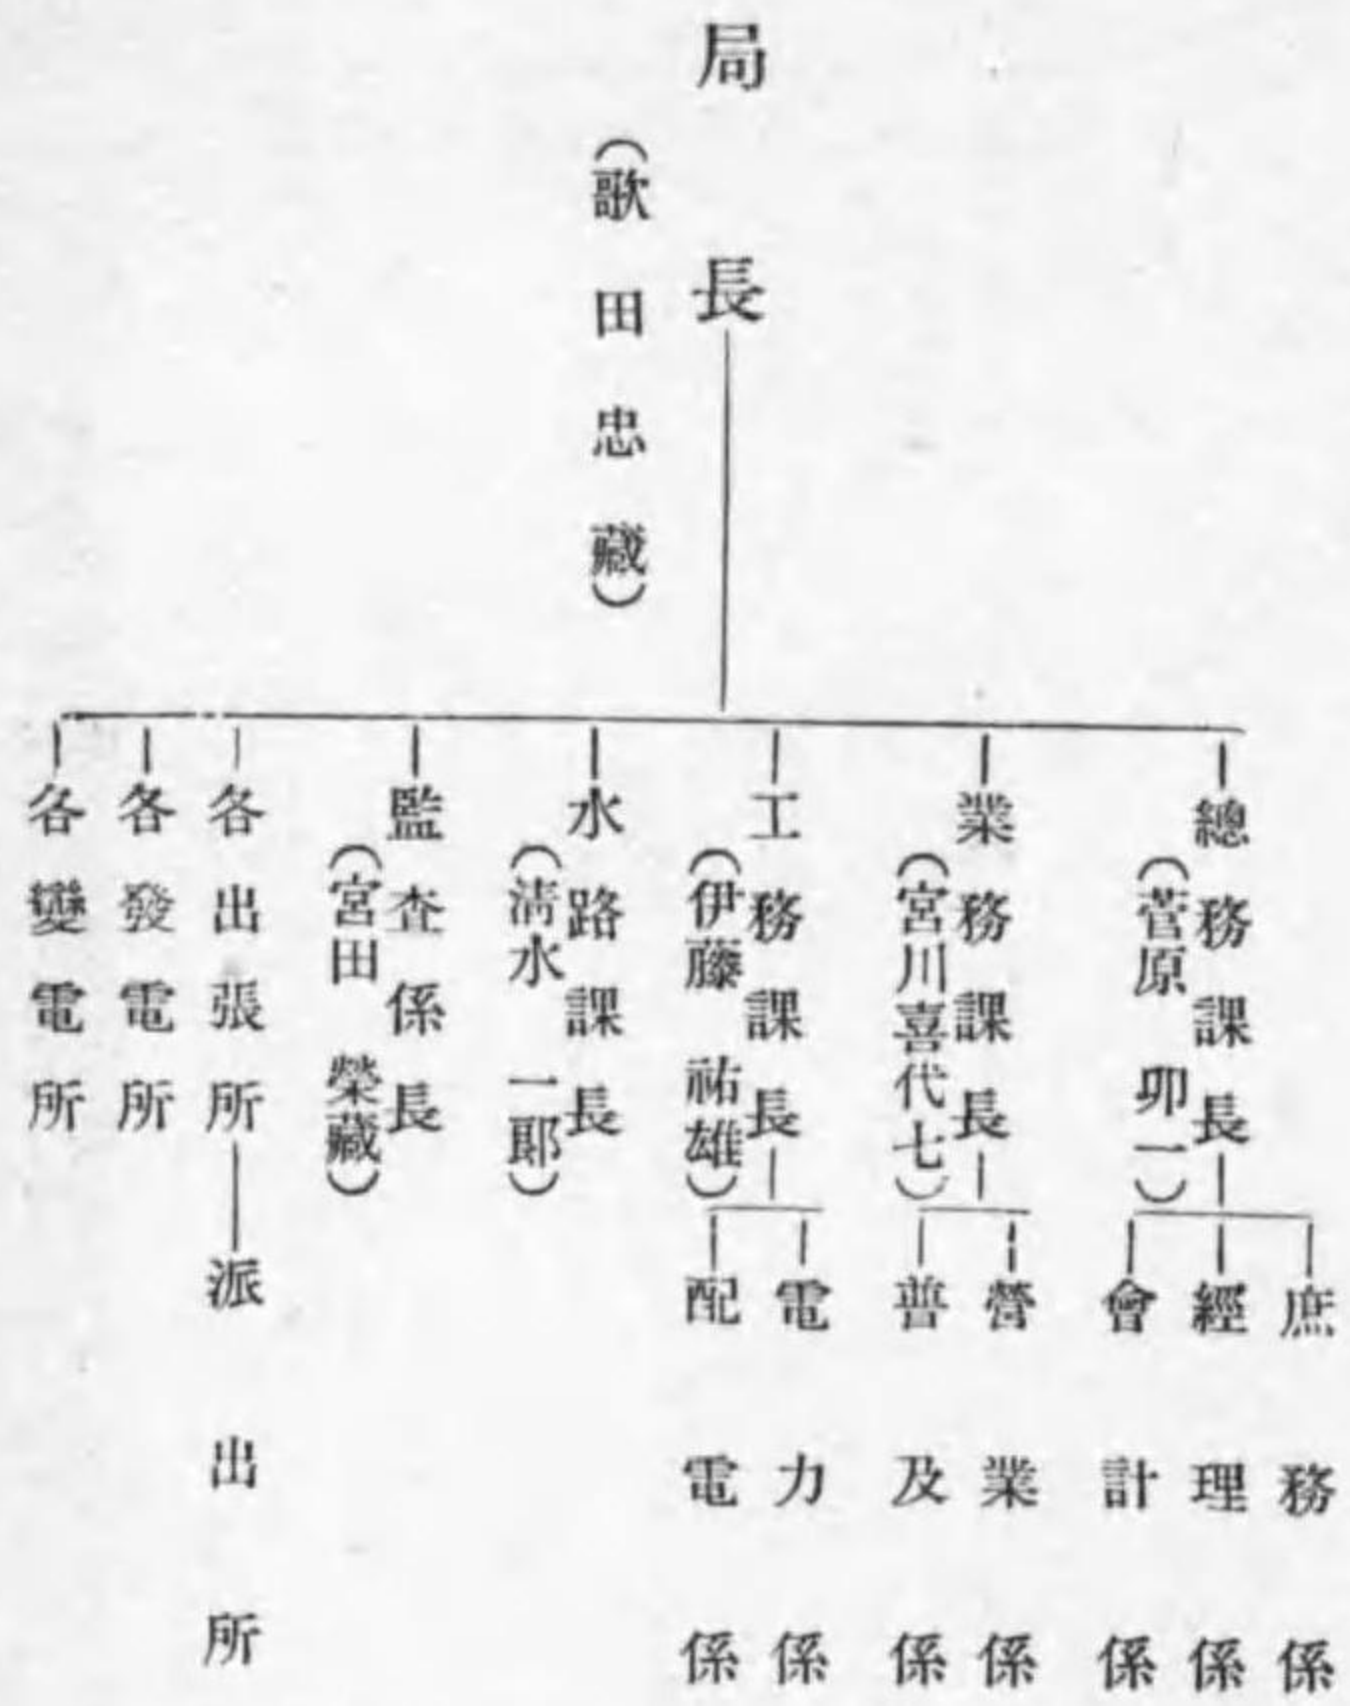 局長
(歌田忠藏)
總務課長
(菅原卯一)
庶務係
經理係
會計係
業務課長
(宮川喜代七)
營業係
普及係
工務課長
(伊藤祐雄)
電力係
配電係
水路課長
(淸水一郞)
監査係長
(宮田榮藏)
各出張所
派出所
各發電所
各變電所